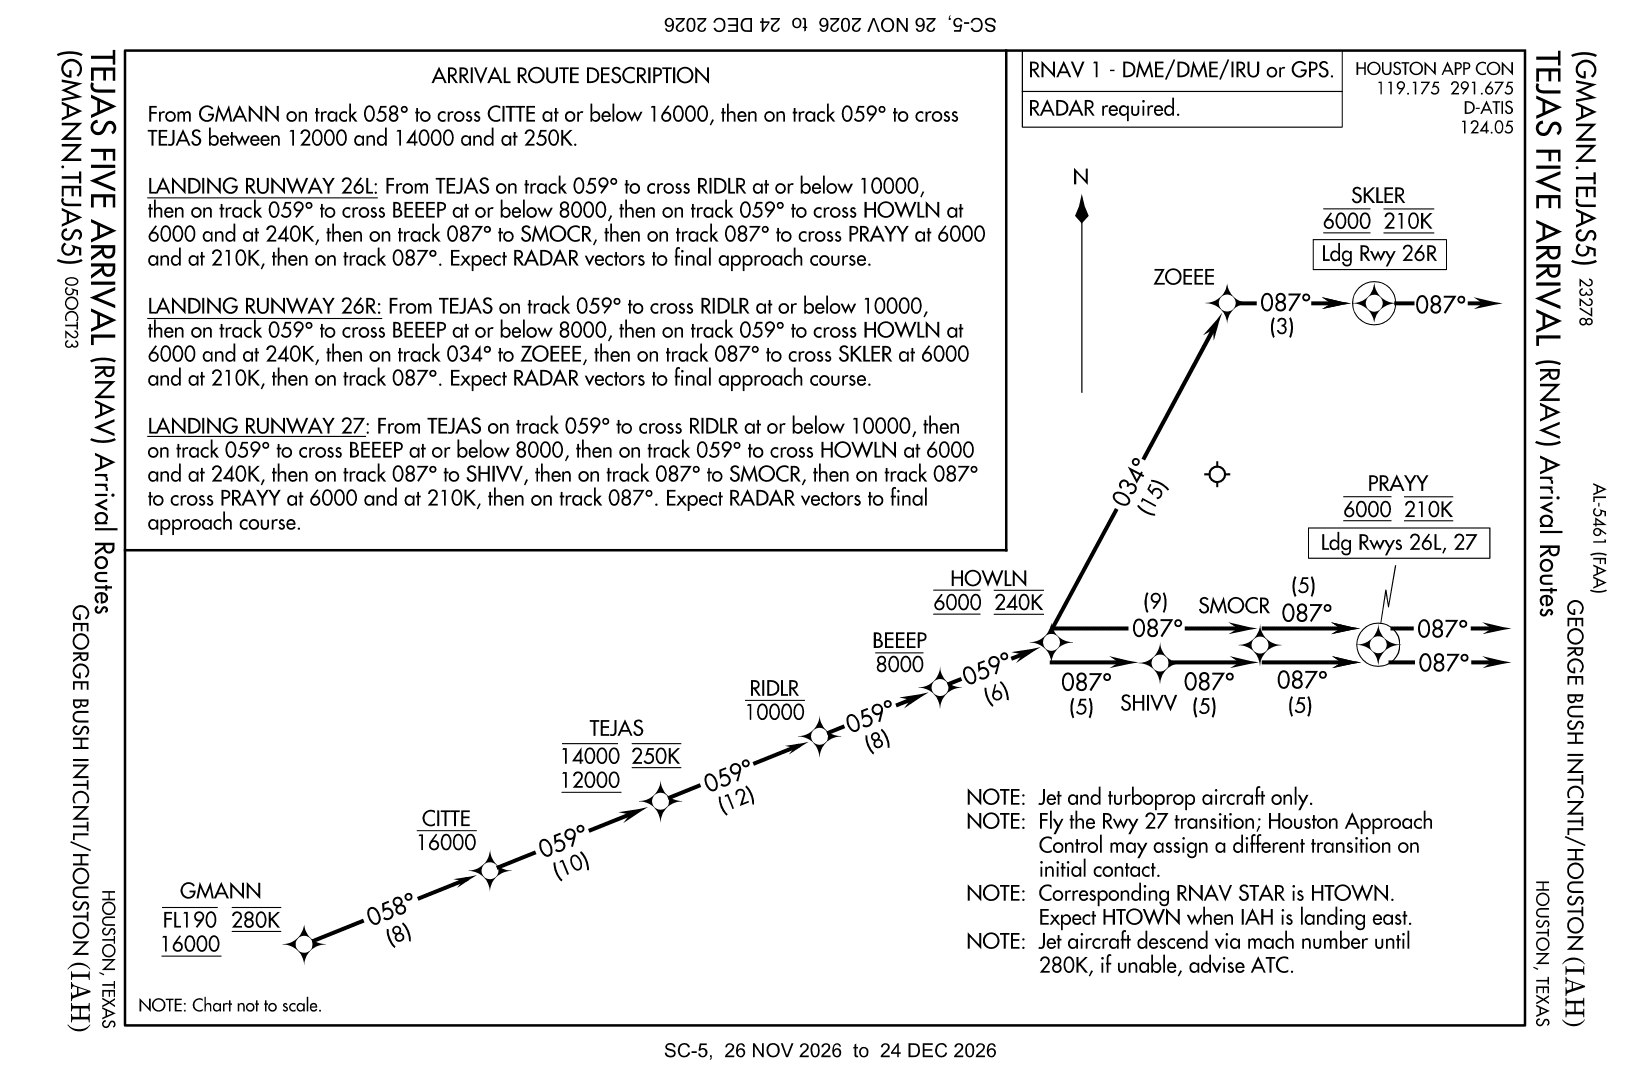 SC-5, 26 NOV 2026 to 24 DEC 2026
TEJAS FIVE ARRIVAL (RNAV) Arrival Routes
(GMANN.TEJAS5) 05OCT23
GEORGE BUSH INTCNTL/HOUSTON (IAH)
HOUSTON, TEXAS
ARRIVAL ROUTE DESCRIPTION
From GMANN on track 058° to cross CITTE at or below 16000, then on track 059° to cross
TEJAS between 12000 and 14000 and at 250K.
LANDING RUNWAY 26L: From TEJAS on track 059° to cross RIDLR at or below 10000,
then on track 059° to cross BEEEP at or below 8000, then on track 059° to cross HOWLN at
6000 and at 240K, then on track 087° to SMOCR, then on track 087° to cross PRAYY at 6000
and at 210K, then on track 087°. Expect RADAR vectors to final approach course.
LANDING RUNWAY 26R: From TEJAS on track 059° to cross RIDLR at or below 10000,
then on track 059° to cross BEEEP at or below 8000, then on track 059° to cross HOWLN at
6000 and at 240K, then on track 034° to ZOEEE, then on track 087° to cross SKLER at 6000
and at 210K, then on track 087°. Expect RADAR vectors to final approach course.
LANDING RUNWAY 27: From TEJAS on track 059° to cross RIDLR at or below 10000, then
on track 059° to cross BEEEP at or below 8000, then on track 059° to cross HOWLN at 6000
and at 240K, then on track 087° to SHIVV, then on track 087° to SMOCR, then on track 087°
to cross PRAYY at 6000 and at 210K, then on track 087°. Expect RADAR vectors to final
approach course.
RNAV 1 - DME/DME/IRU or GPS.
RADAR required.
HOUSTON APP CON
119.175 291.675
D-ATIS
124.05
N
SKLER
6000 210K
Ldg Rwy 26R
ZOEEE
087°
(3)
087°
034°
(15)
PRAYY
6000 210K
Ldg Rwys 26L, 27
HOWLN
6000 240K
(9)
087°
SMOCR
(5)
087°
087°
087°
(5)
SHIVV
087°
(5)
087°
(5)
087°
BEEEP
8000
059°
(6)
RIDLR
10000
059°
(8)
TEJAS
14000 250K
12000
059°
(12)
CITTE
16000
059°
(10)
GMANN
FL190 280K
16000
058°
(8)
NOTE: Jet and turboprop aircraft only.
NOTE: Fly the Rwy 27 transition; Houston Approach
Control may assign a different transition on
initial contact.
NOTE: Corresponding RNAV STAR is HTOWN.
Expect HTOWN when IAH is landing east.
NOTE: Jet aircraft descend via mach number until
280K, if unable, advise ATC.
NOTE: Chart not to scale.
(GMANN.TEJAS5) 23278
TEJAS FIVE ARRIVAL (RNAV) Arrival Routes
AL-5461 (FAA)
GEORGE BUSH INTCNTL/HOUSTON (IAH)
HOUSTON, TEXAS
SC-5, 26 NOV 2026 to 24 DEC 2026